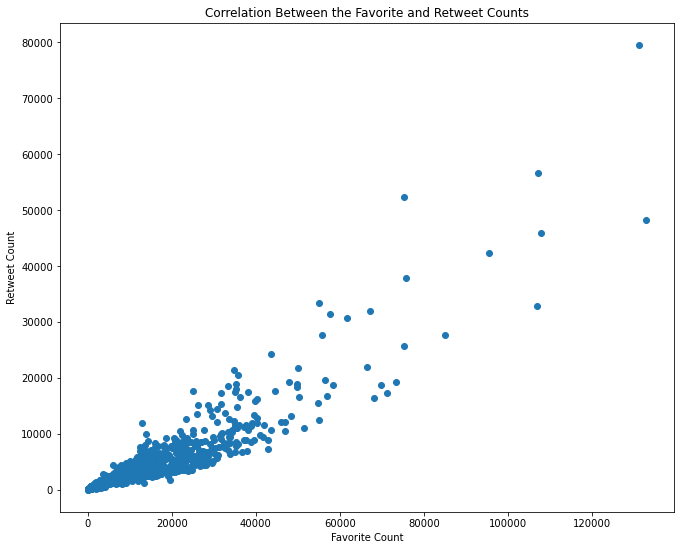 Correlation Between the Favorite and Retweet Counts
80000
70000
60000
50000
40000
30000
20000
10000
0
Retweet Count
0 20000 40000 60000 80000 100000 120000
Favorite Count